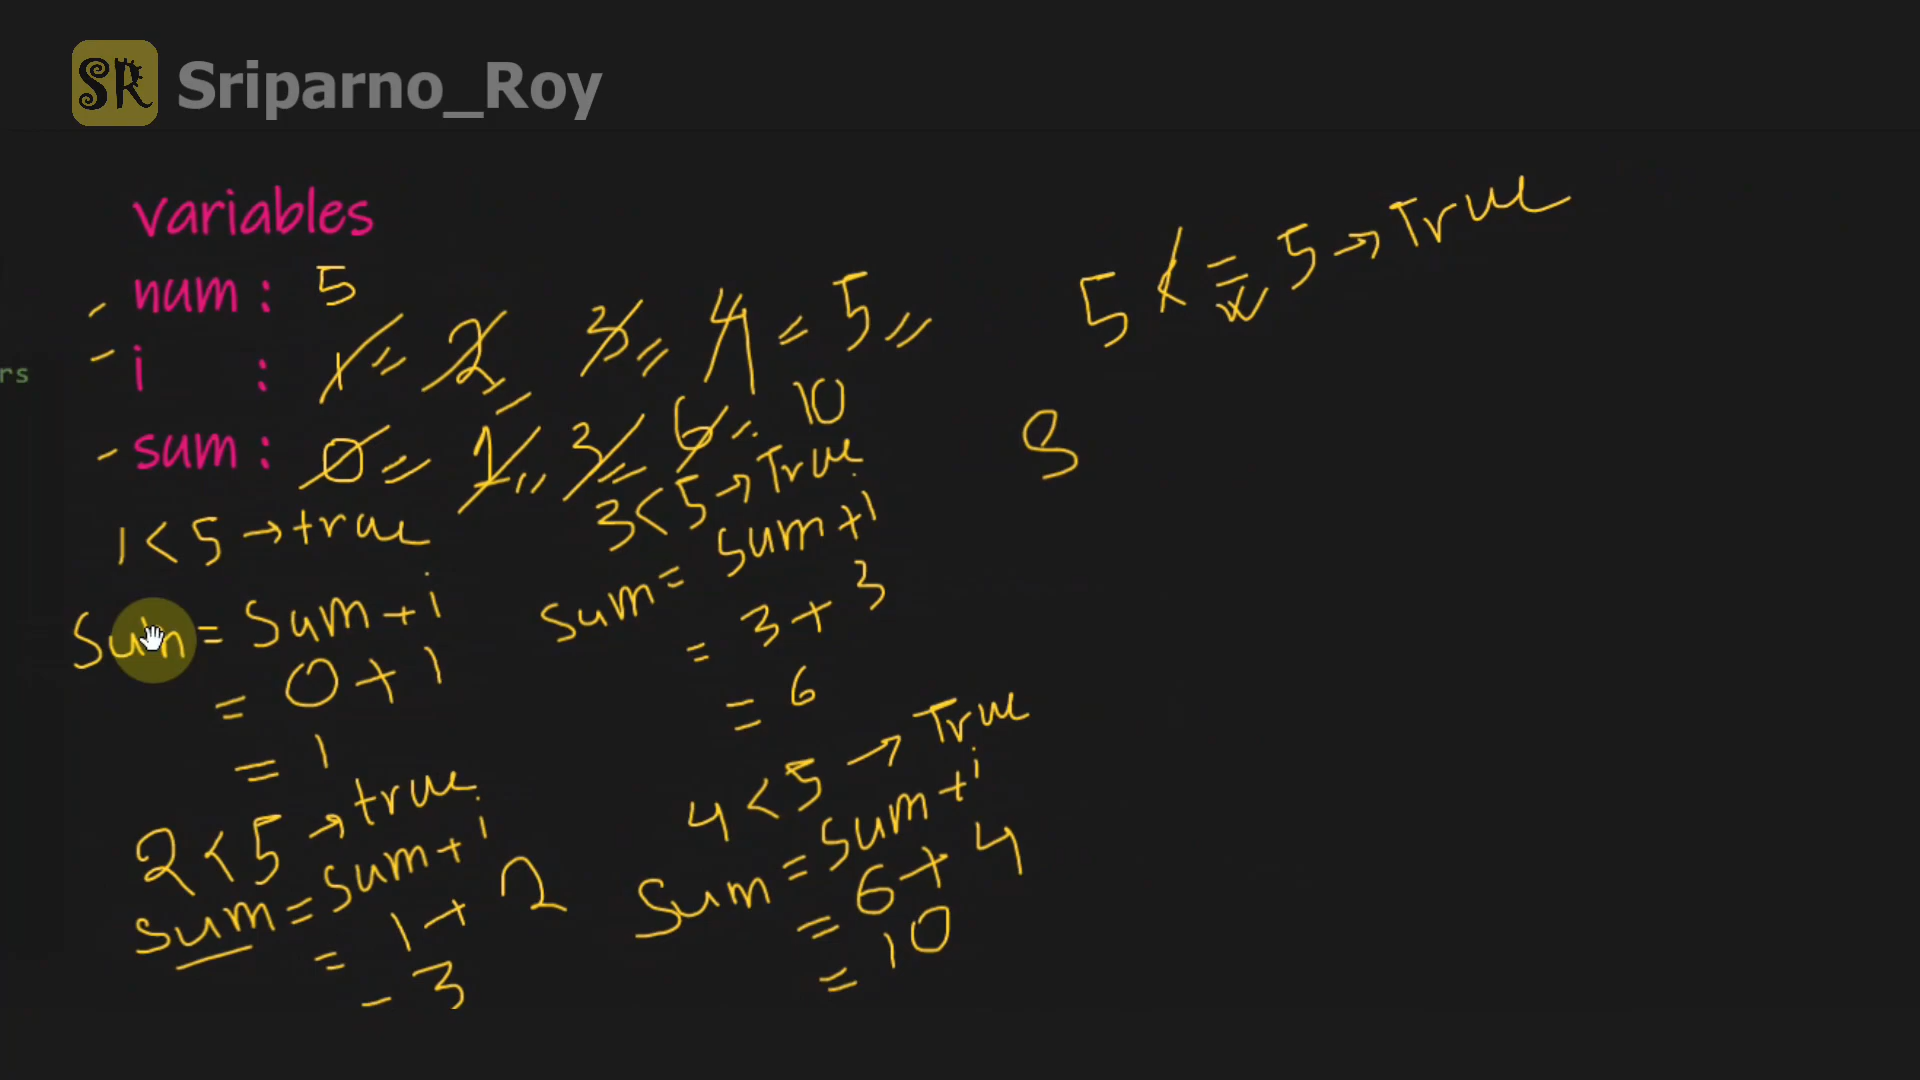 SR Sriparno_Roy
variables
num : 5
i : 1 2 3 4 5
sum : 0 1 3 6 10
rs
1 < 5 → true
sum = sum + i
= 0 + 1
= 1
2 < 5 → true
sum = sum + i
= 1 + 2
- 3
3 < 5 → True
sum = sum + i
= 3 + 3
= 6
4 < 5 → True
sum = sum + i
= 6 + 4
= 10
5 < = 5 → True
S